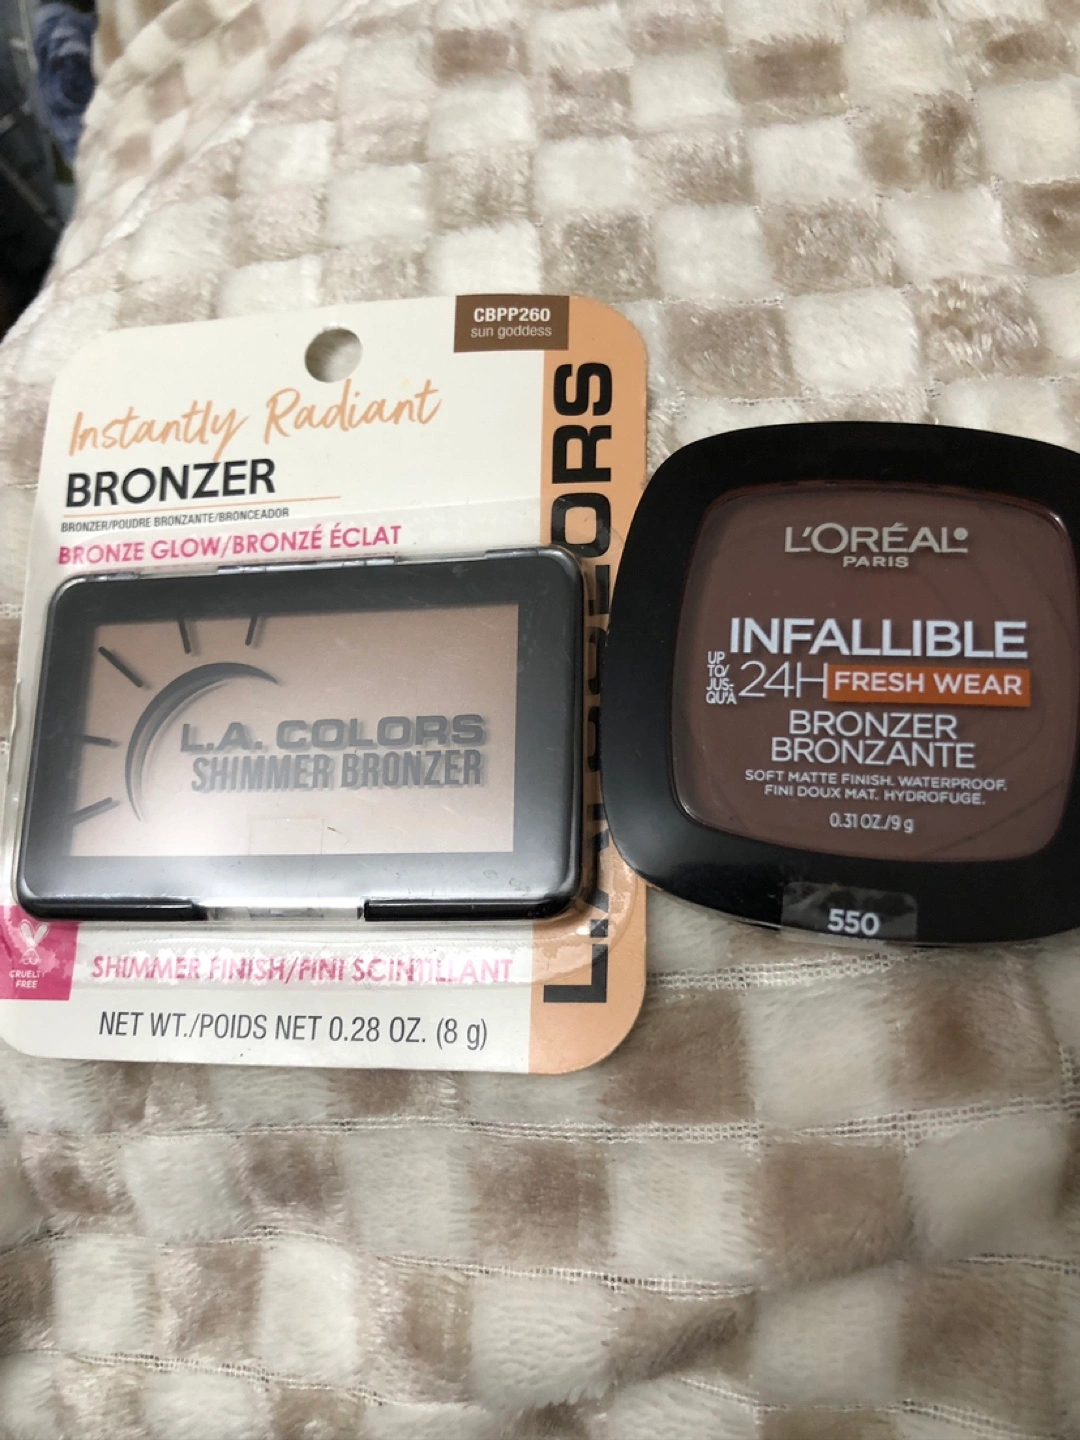 CBPP260
sun goddess
Instantly Radiant
BRONZER
BRONZER/POUDRE BRONZANTE/BRONCEADOR
BRONZE GLOW/BRONZÉ ÉCLAT
L.A. COLORS
SHIMMER BRONZER
CRUELTY
FREE
SHIMMER FINISH/FINI SCINTILLANT
NET WT./POIDS NET 0.28 OZ. (8 g)
L.A. COLORS
L'ORÉAL
PARIS
INFALLIBLE
UP
TO/
JUS-
QU'À
24H FRESH WEAR
BRONZER
BRONZANTE
SOFT MATTE FINISH. WATERPROOF.
FINI DOUX MAT. HYDROFUGE.
0.31 OZ./9 g
550